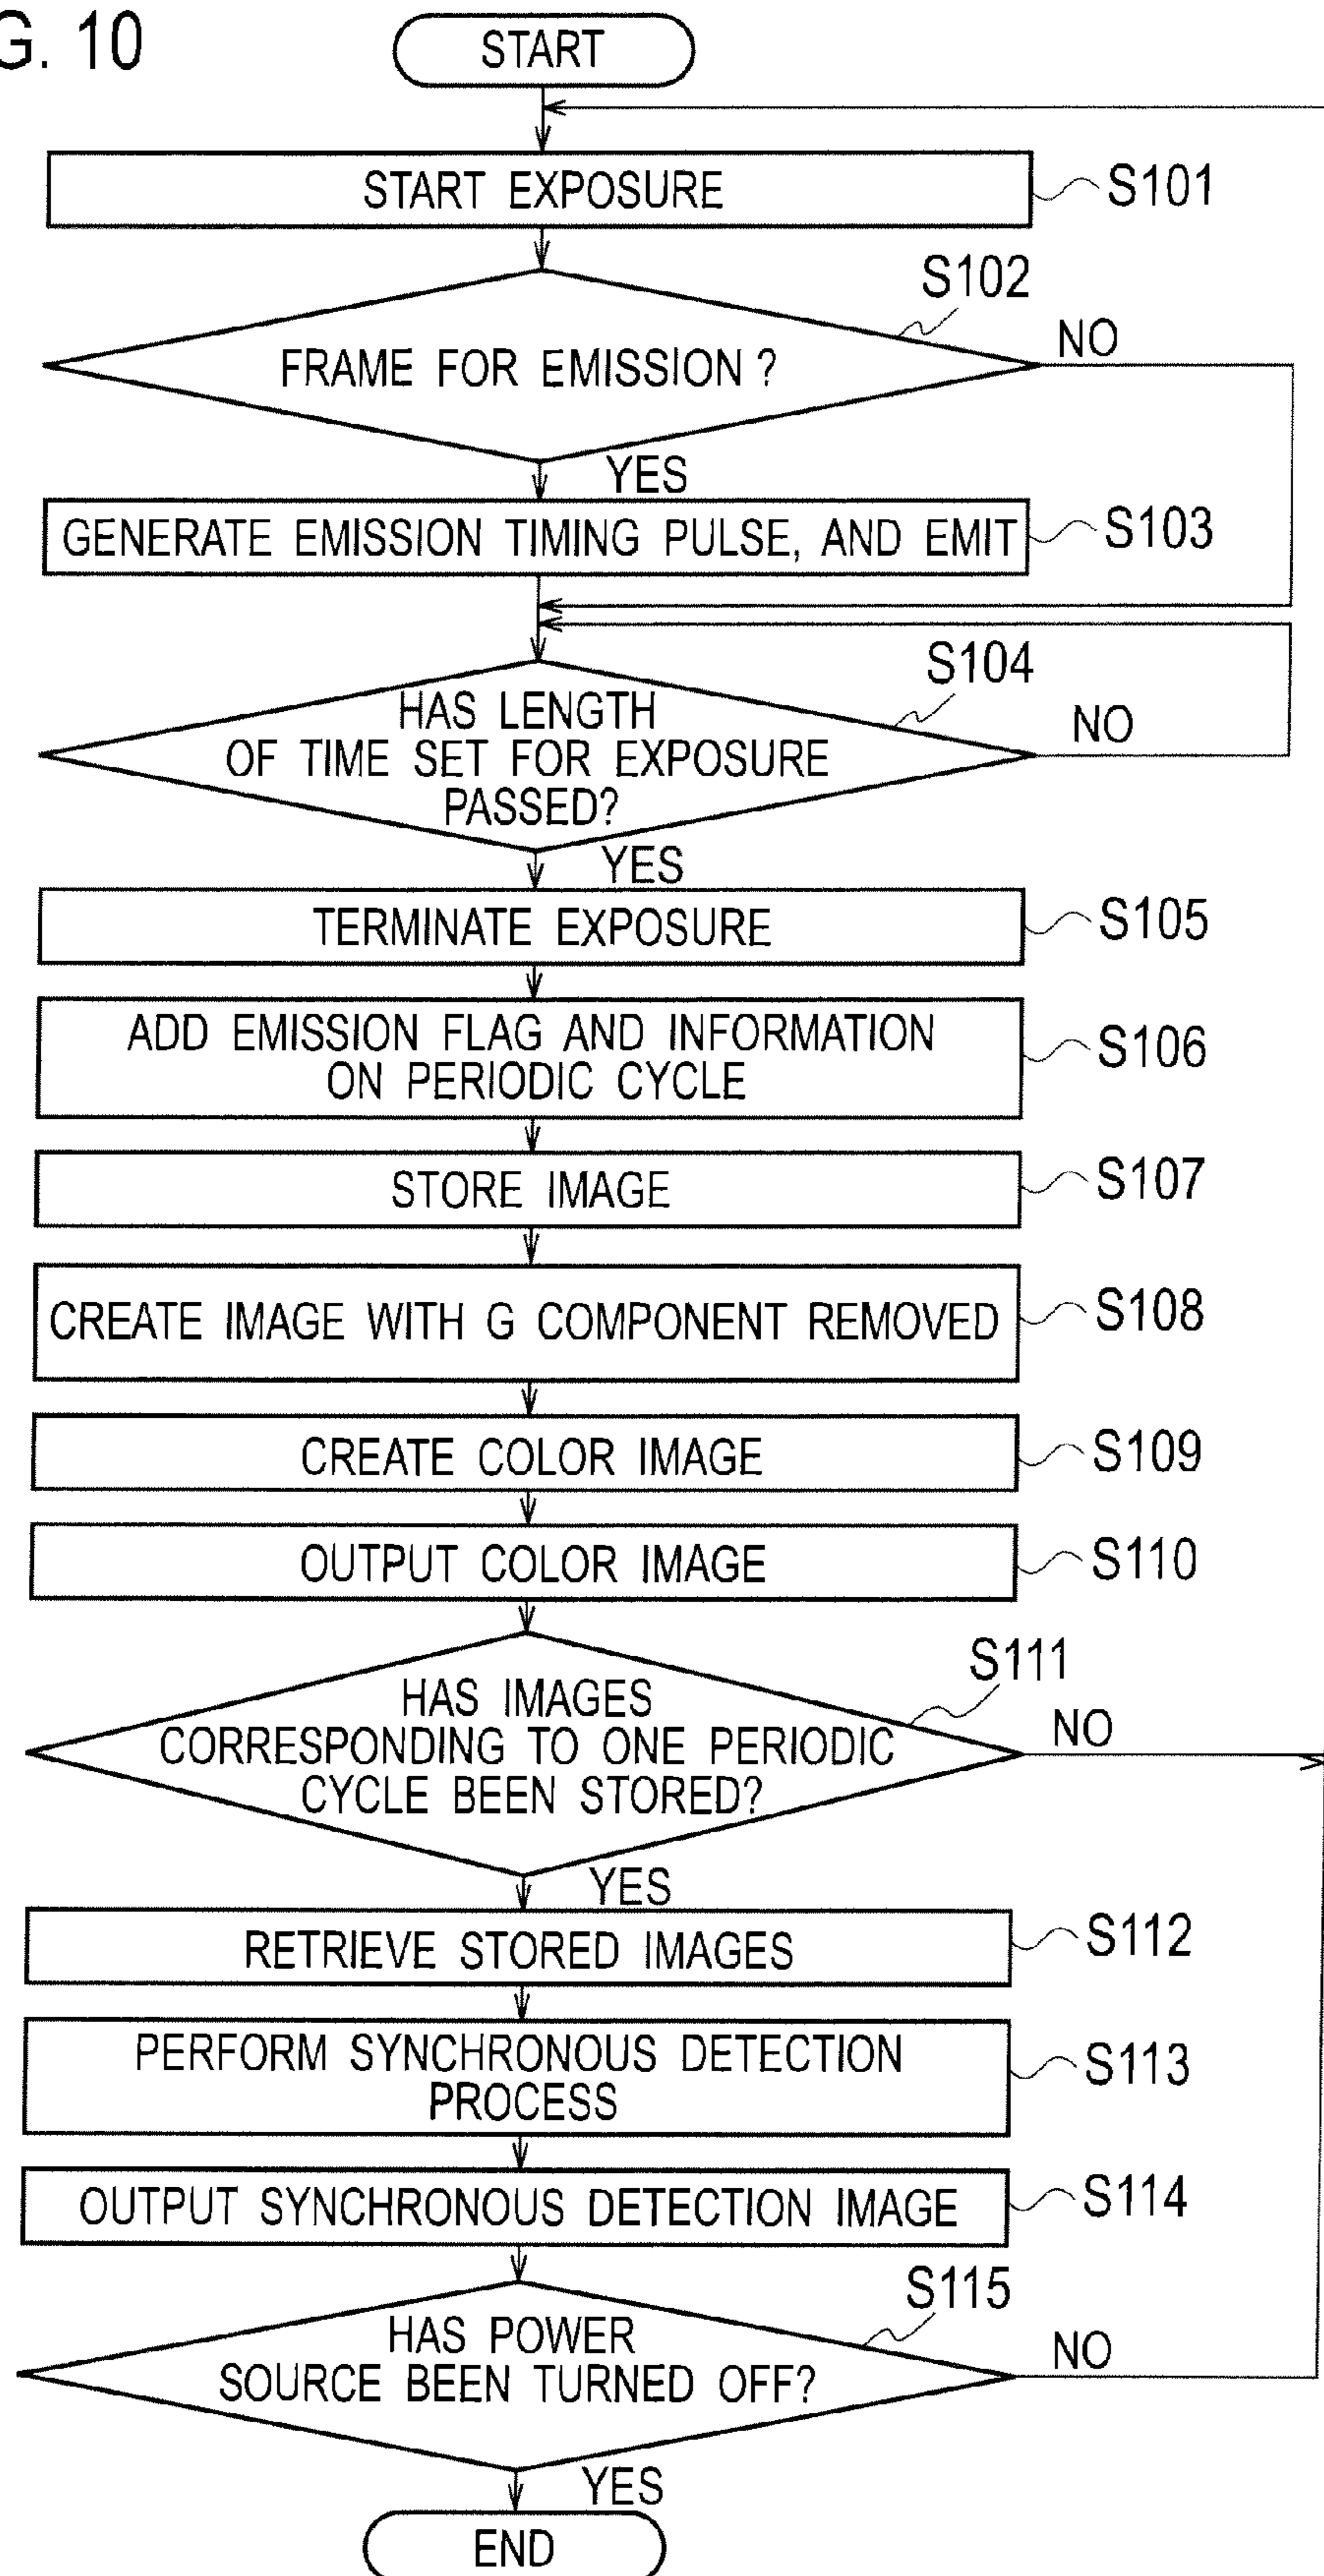 G. 10
START
START EXPOSURE
S101
S102
FRAME FOR EMISSION ?
NO
YES
GENERATE EMISSION TIMING PULSE, AND EMIT
S103
S104
HAS LENGTH
OF TIME SET FOR EXPOSURE
PASSED?
NO
YES
TERMINATE EXPOSURE
S105
ADD EMISSION FLAG AND INFORMATION
ON PERIODIC CYCLE
S106
STORE IMAGE
S107
CREATE IMAGE WITH G COMPONENT REMOVED
S108
CREATE COLOR IMAGE
S109
OUTPUT COLOR IMAGE
S110
S111
HAS IMAGES
CORRESPONDING TO ONE PERIODIC
CYCLE BEEN STORED?
NO
YES
RETRIEVE STORED IMAGES
S112
PERFORM SYNCHRONOUS DETECTION
PROCESS
S113
OUTPUT SYNCHRONOUS DETECTION IMAGE
S114
S115
HAS POWER
SOURCE BEEN TURNED OFF?
NO
YES
END